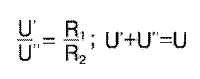 U'/U'' = R₁/R₂ ; U'+U''=U